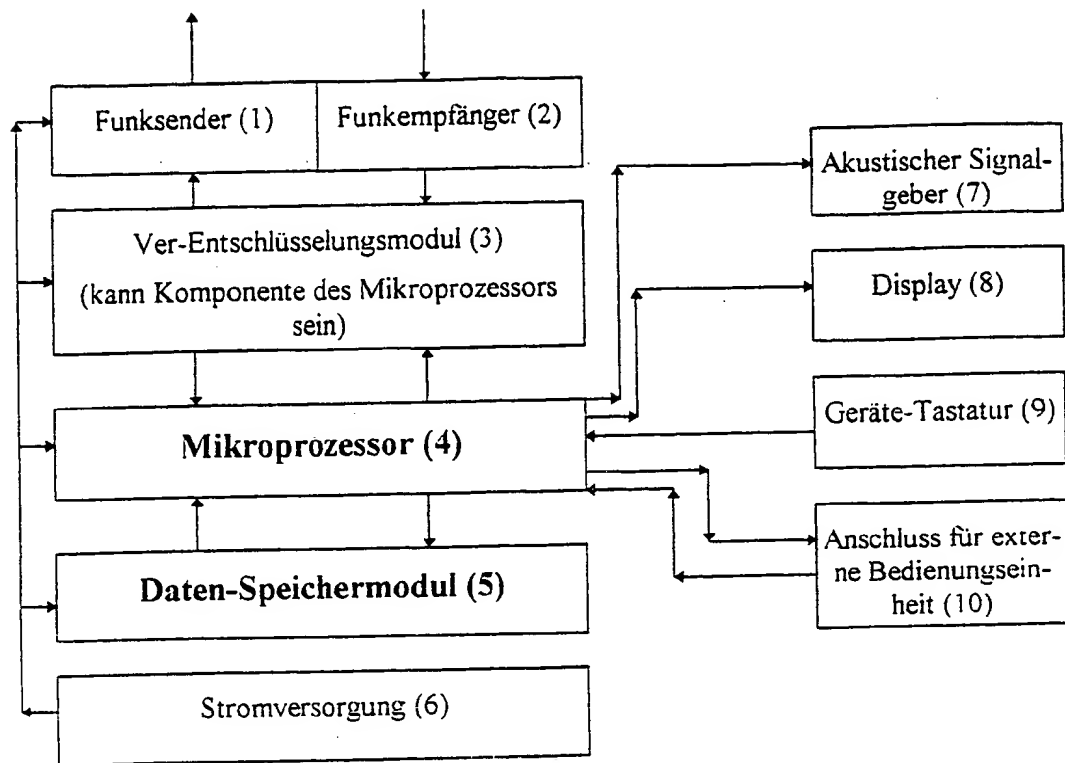 Funksender (1)
Funkempfänger (2)
Ver-Entschlüsselungsmodul (3)
(kann Komponente des Mikroprozessors
sein)
Mikroprozessor (4)
Daten-Speichermodul (5)
Stromversorgung (6)
Akustischer Signal-
geber (7)
Display (8)
Geräte-Tastatur (9)
Anschluss für exter-
ne Bedienungsein-
heit (10)